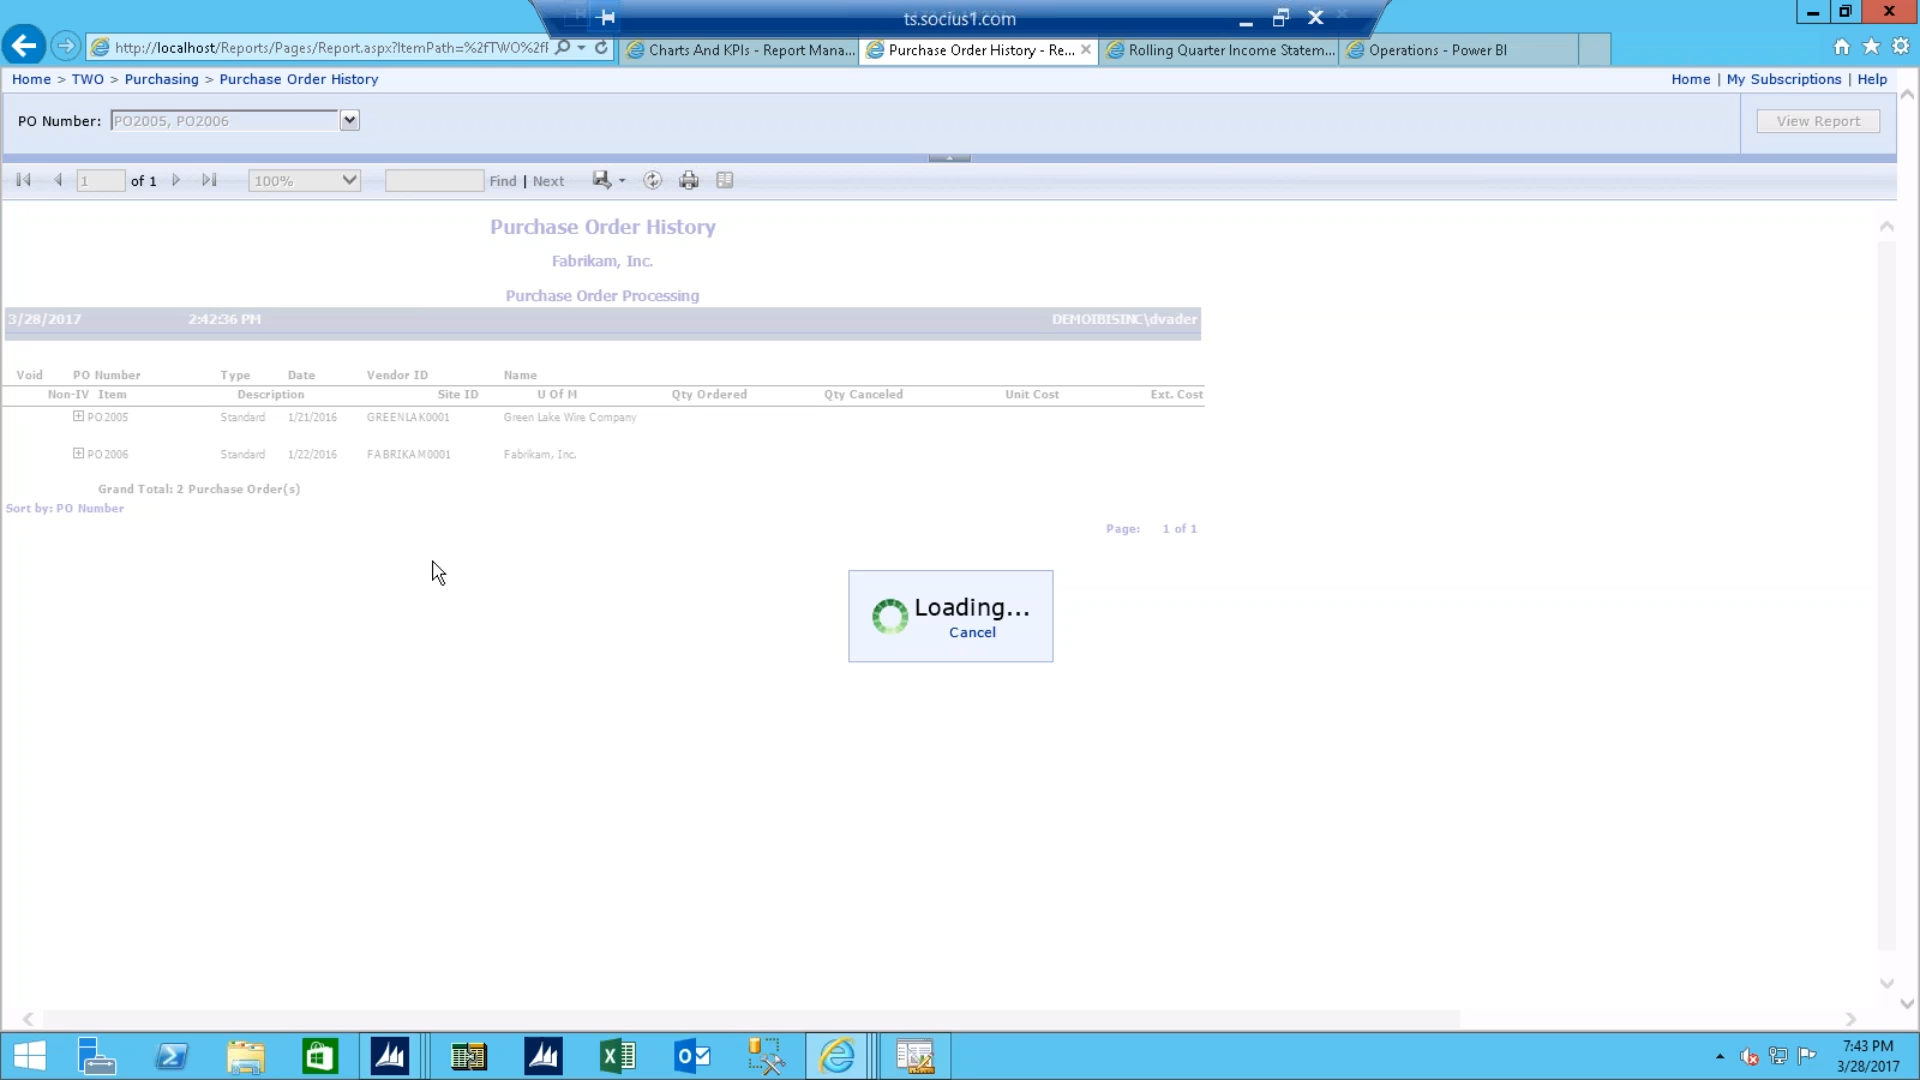 ts.socius1.com
http://localhost/Reports/Pages/Report.aspx?ItemPath=%2fTWO%2fI
Charts And KPIs - Report Mana...
Purchase Order History - Re...
Rolling Quarter Income Statem...
Operations - Power BI
Home > TWO > Purchasing > Purchase Order History
Home | My Subscriptions | Help
PO Number: PO2005, PO2006
View Report
1 of 1 100% Find | Next
Purchase Order History
Fabrikam, Inc.
Purchase Order Processing
3/28/2017 2:42:36 PM DEMOIBISINC\dvader
Void PO Number Type Date Vendor ID Name
Non-IV Item Description Site ID U Of M Qty Ordered Qty Canceled Unit Cost Ext. Cost
PO2005 Standard 1/21/2016 GREENLAK0001 Green Lake Wire Company
PO2006 Standard 1/22/2016 FABRIKAM0001 Fabrikam, Inc.
Grand Total: 2 Purchase Order(s)
Sort by: PO Number
Page: 1 of 1
Loading...
Cancel
7:43 PM
3/28/2017